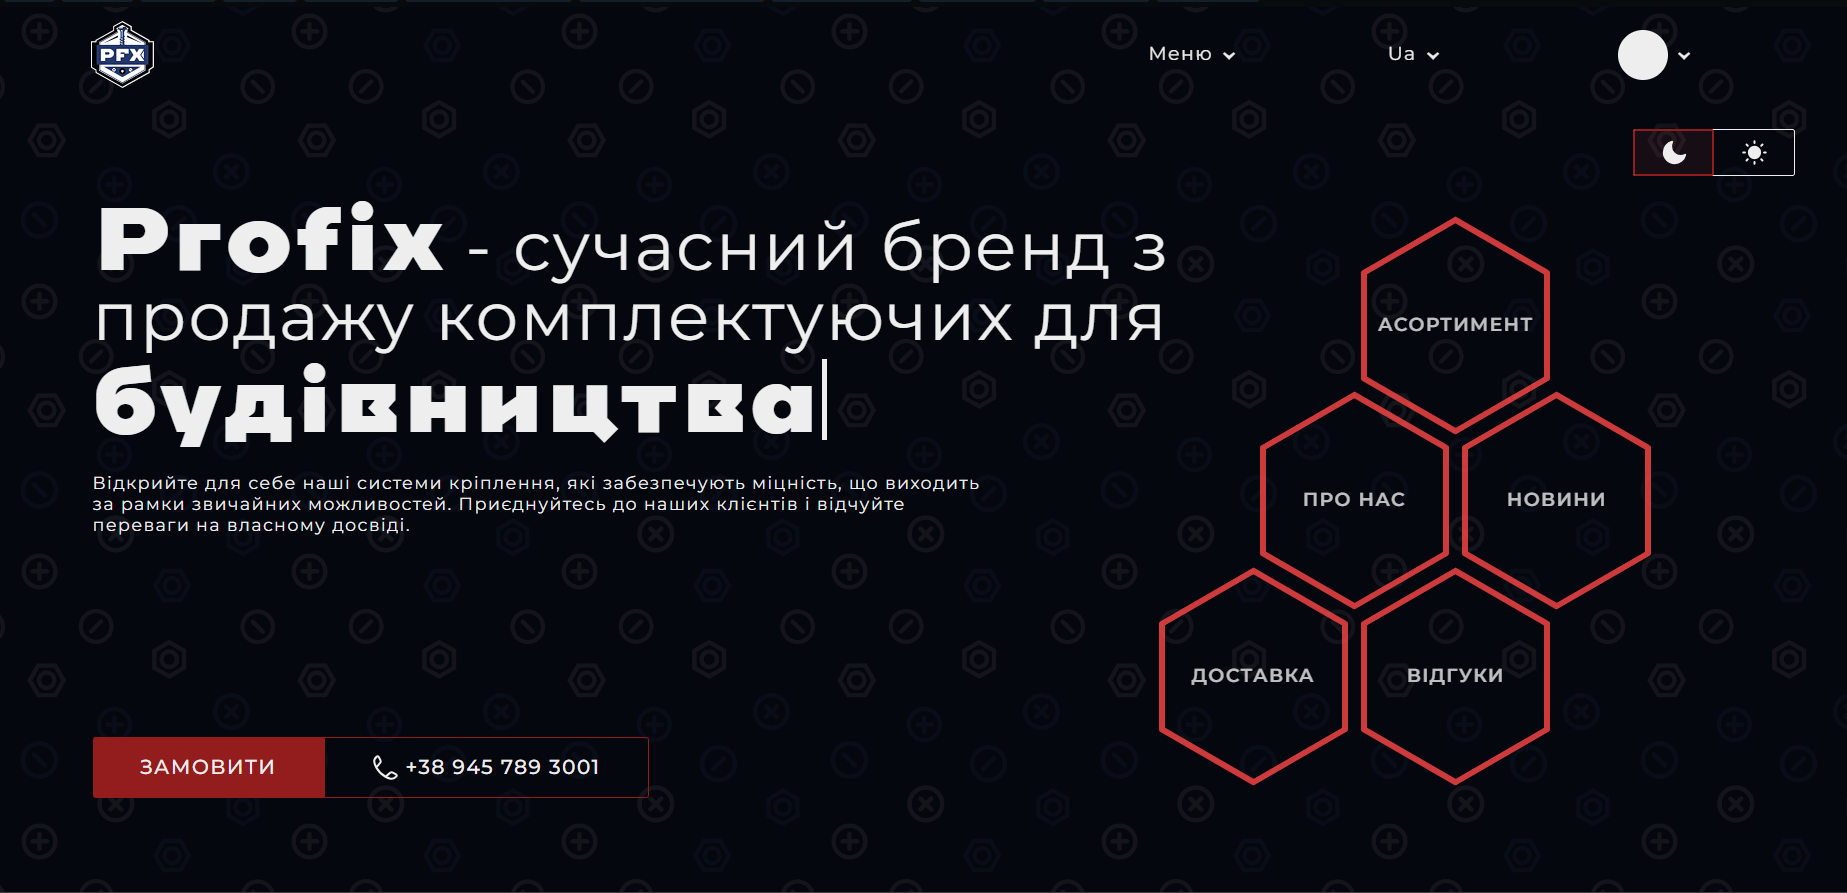 PFX
Меню
Ua
Profix - сучасний бренд з
продажу комплектуючих для
будівництва
Відкрийте для себе наші системи кріплення, які забезпечують міцність, що виходить
за рамки звичайних можливостей. Приєднуйтесь до наших клієнтів і відчуйте
переваги на власному досвіді.
ЗАМОВИТИ
+38 945 789 3001
АСОРТИМЕНТ
ПРО НАС
НОВИНИ
ДОСТАВКА
ВІДГУКИ